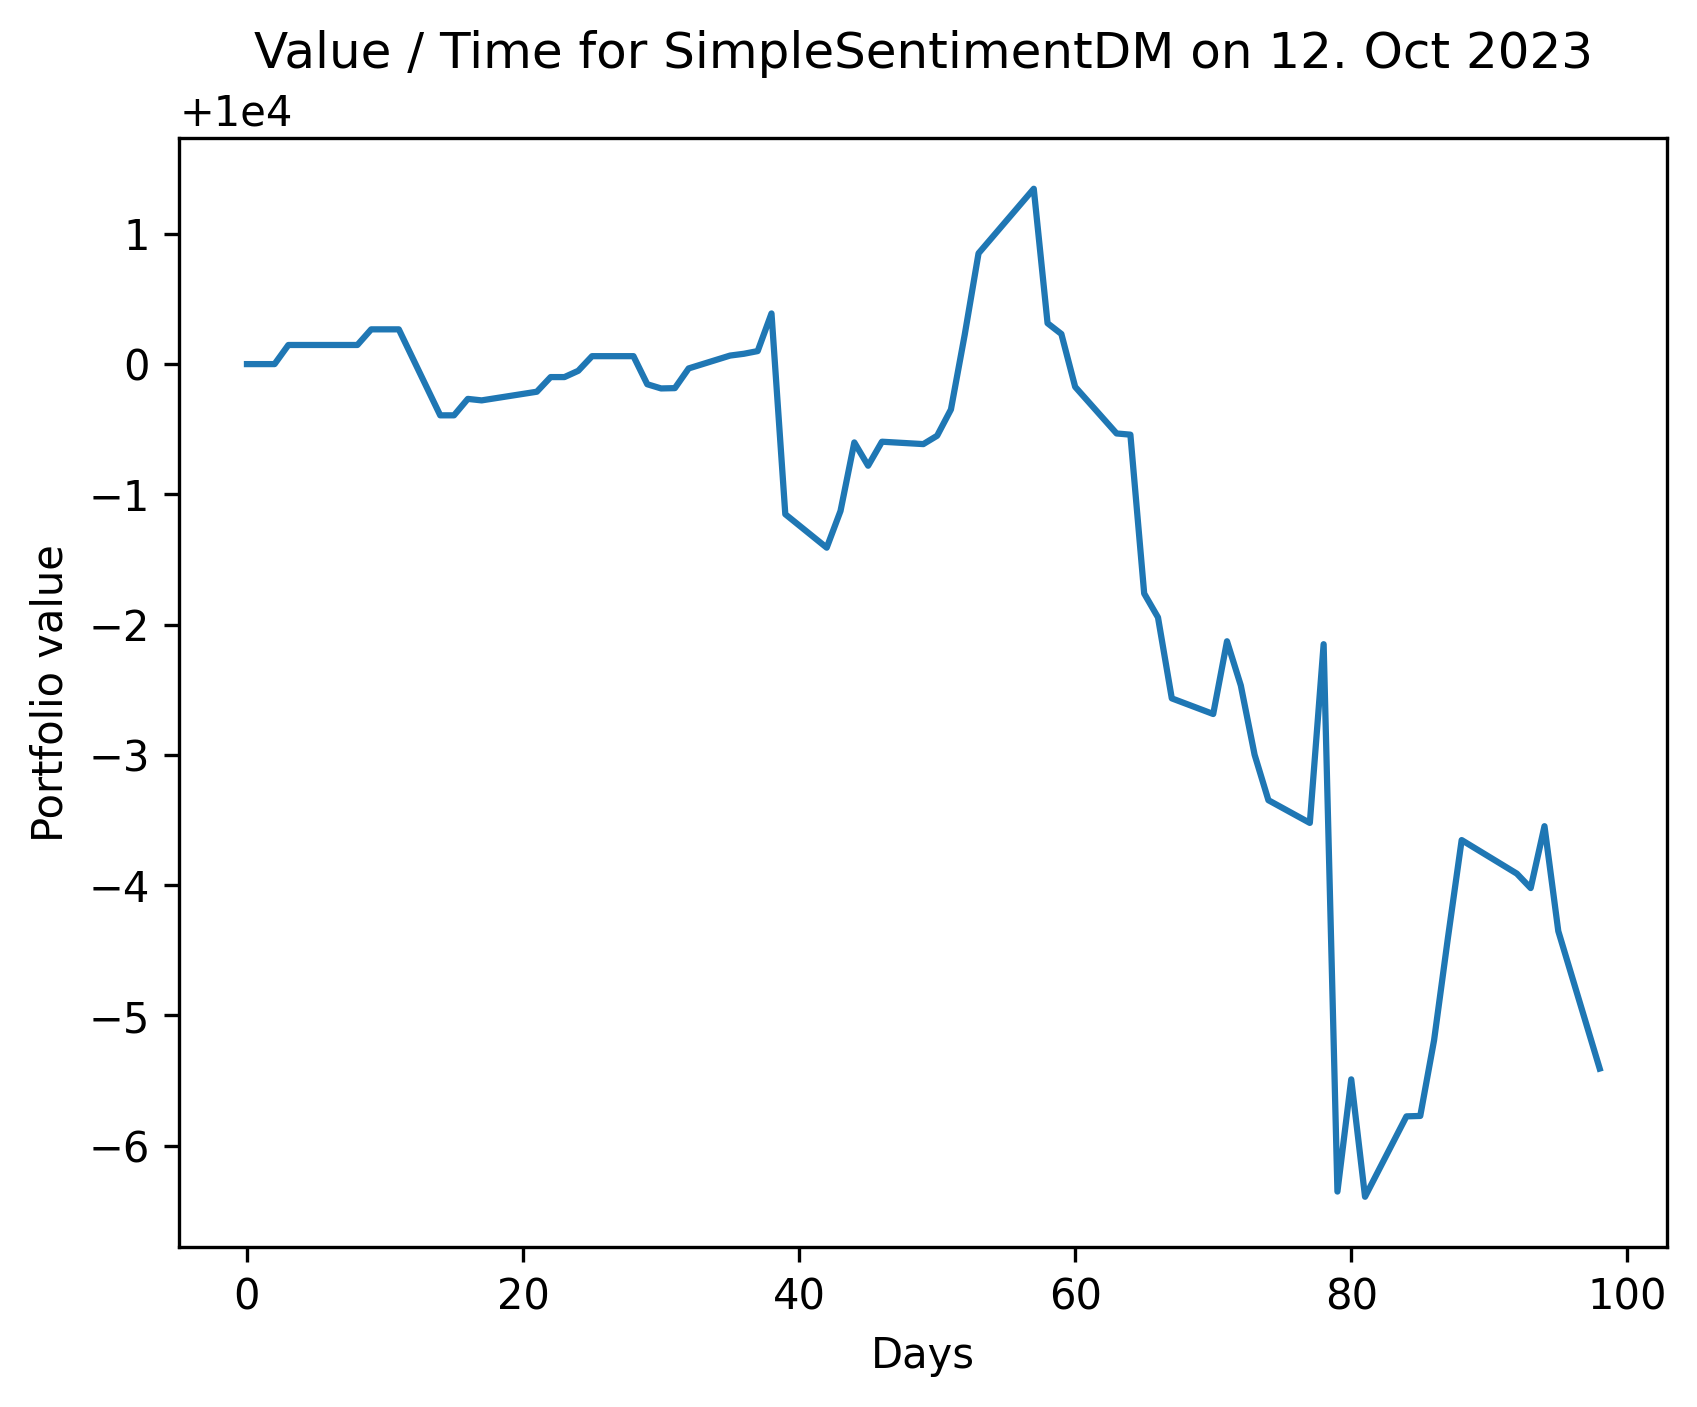 Value / Time for SimpleSentimentDM on 12. Oct 2023
+1e4
1
0
−1
−2
−3
−4
−5
−6
Portfolio value
0 20 40 60 80 100
Days